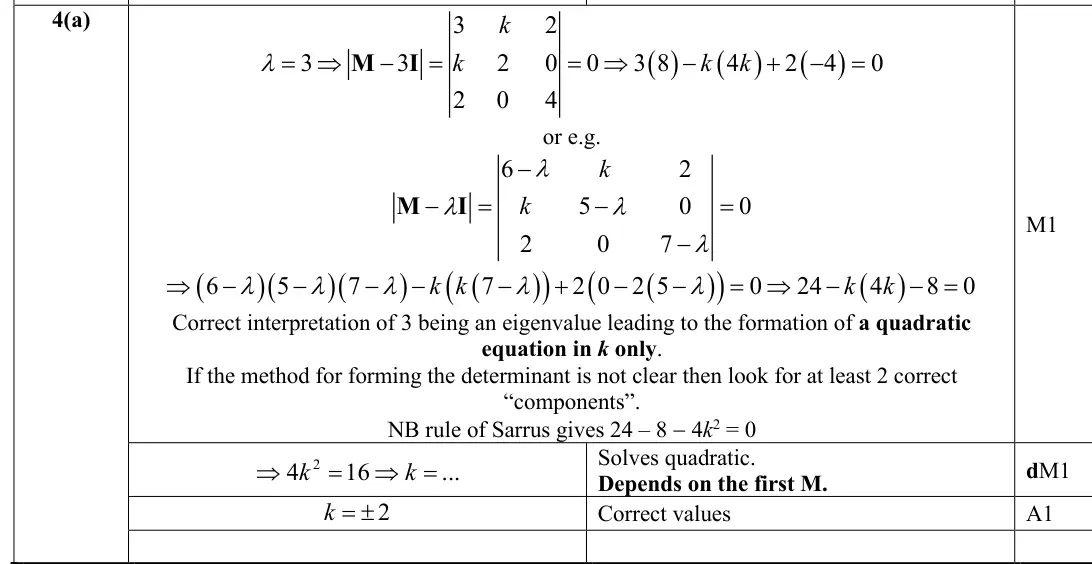 4(a)
λ = 3 ⇒ |M − 3I| = |3 k 2
k 2 0
2 0 4| = 0 ⇒ 3(8) − k(4k) + 2(−4) = 0
or e.g.
|M − λI| = |6 − λ k 2
k 5 − λ 0
2 0 7 − λ| = 0
⇒ (6 − λ)(5 − λ)(7 − λ) − k(k(7 − λ)) + 2(0 − 2(5 − λ)) = 0 ⇒ 24 − k(4k) − 8 = 0
Correct interpretation of 3 being an eigenvalue leading to the formation of a quadratic
equation in k only.
If the method for forming the determinant is not clear then look for at least 2 correct
“components”.
NB rule of Sarrus gives 24 – 8 – 4k² = 0
M1
⇒ 4k² = 16 ⇒ k = ...
Solves quadratic.
Depends on the first M.
dM1
k = ±2
Correct values
A1